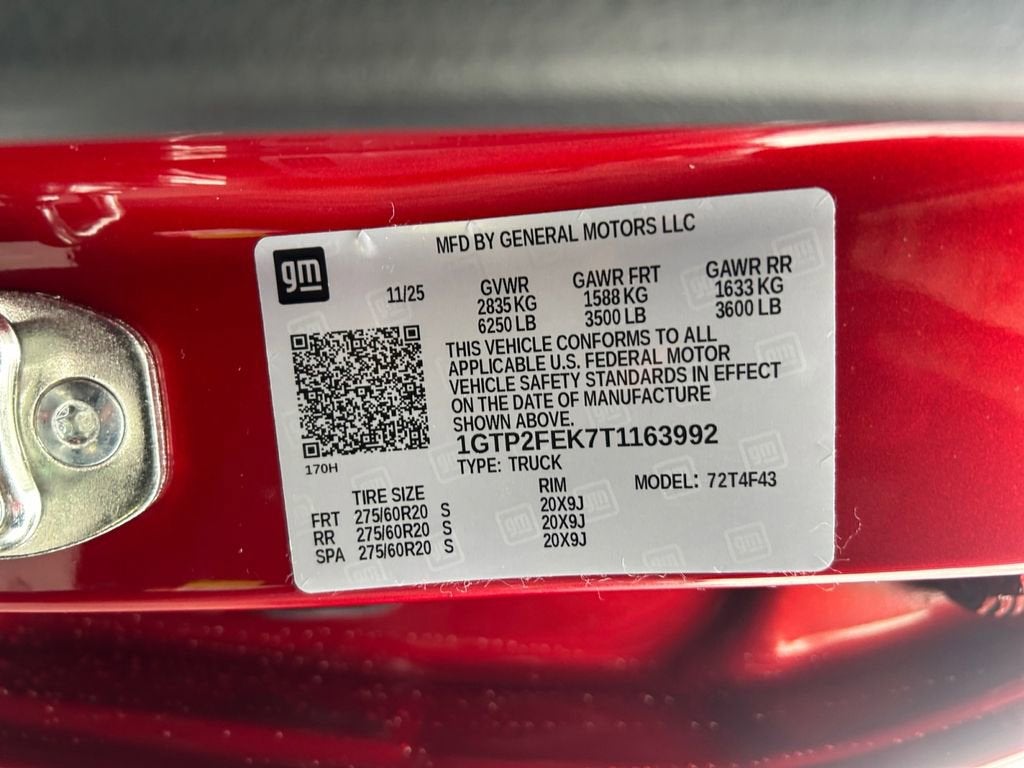 MFD BY GENERAL MOTORS LLC
gm
11/25
GVWR GAWR FRT GAWR RR
2835 KG 1588 KG 1633 KG
6250 LB 3500 LB 3600 LB
THIS VEHICLE CONFORMS TO ALL
APPLICABLE U.S. FEDERAL MOTOR
VEHICLE SAFETY STANDARDS IN EFFECT
ON THE DATE OF MANUFACTURE
SHOWN ABOVE.
1GTP2FEK7T1163992
170H
TYPE: TRUCK
MODEL: 72T4F43
TIRE SIZE RIM
FRT 275/60R20 S 20X9J
RR 275/60R20 S 20X9J
SPA 275/60R20 S 20X9J